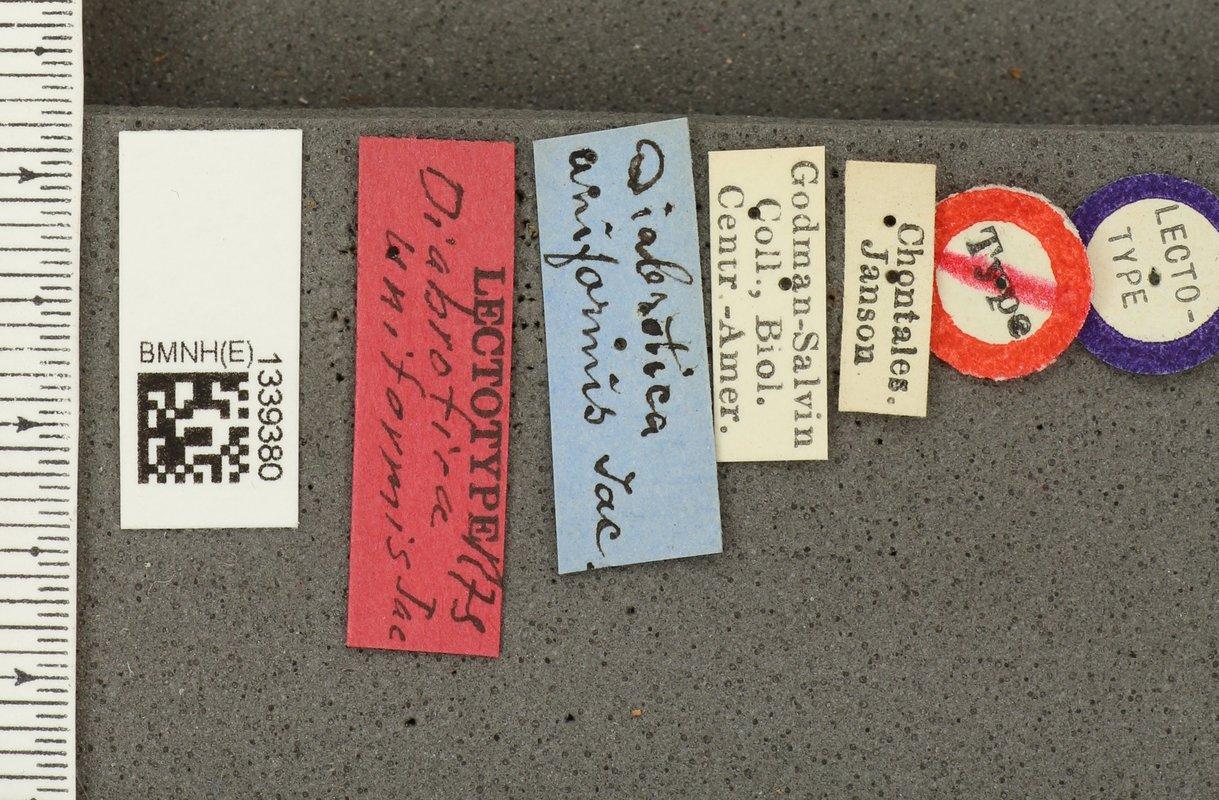 BMNH(E)
1339380
LECTOTYPE/178
Diabrotica
uniformis Jac
Diabrotica
uniformis Jac.
Godman-Salvin
Coll., Biol.
Centr.-Amer.
Chontales.
Janson
Type
LECTO-
TYPE